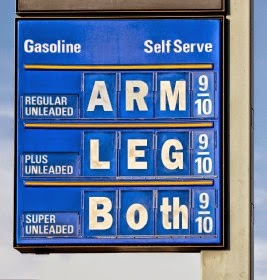 Gasoline Self Serve
REGULAR UNLEADED ARM 9/10
PLUS UNLEADED LEG 9/10
SUPER UNLEADED Both 9/10